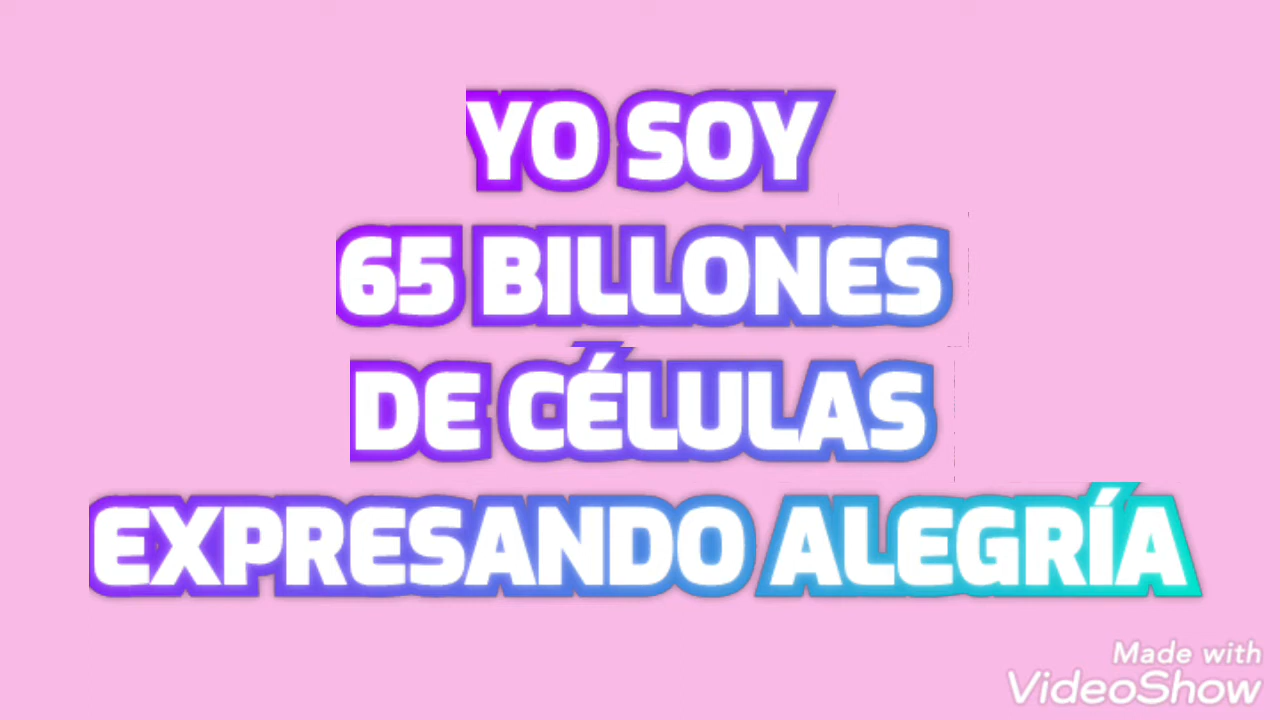 YO SOY
65 BILLONES
DE CÉLULAS
EXPRESANDO ALEGRÍA
Made with
VideoShow